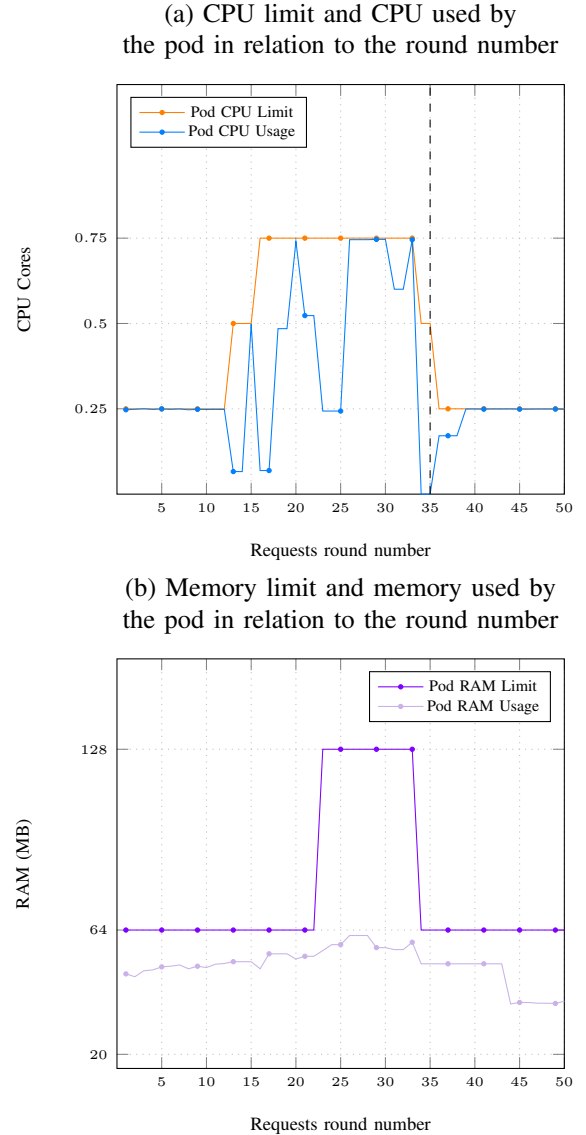 (a) CPU limit and CPU used by
the pod in relation to the round number
Pod CPU Limit
Pod CPU Usage
0.75
0.5
0.25
CPU Cores
5 10 15 20 25 30 35 40 45 50
Requests round number
(b) Memory limit and memory used by
the pod in relation to the round number
Pod RAM Limit
Pod RAM Usage
128
64
20
RAM (MB)
5 10 15 20 25 30 35 40 45 50
Requests round number